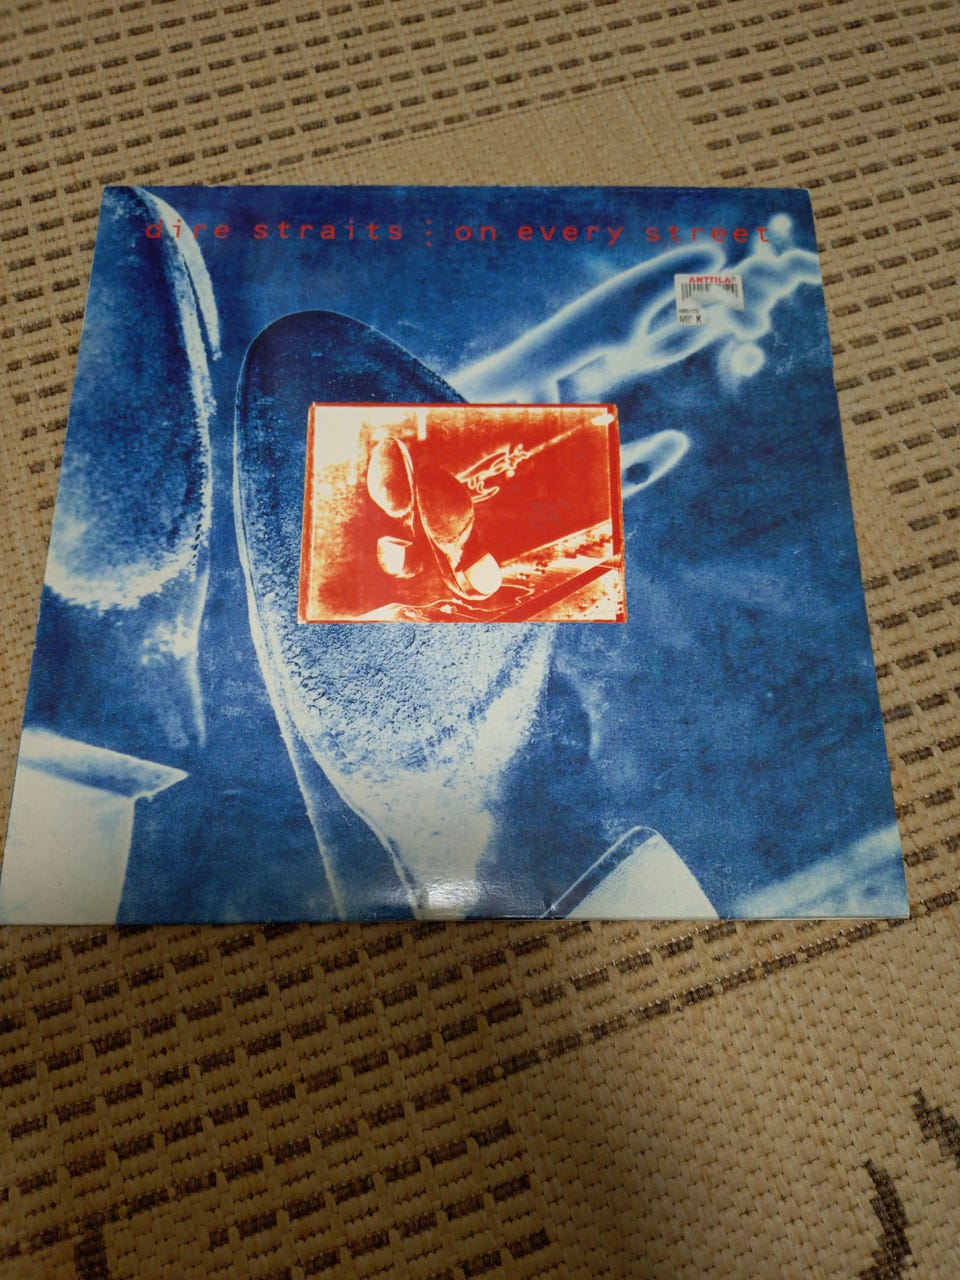 dire straits : on every street
ANTTILA
K